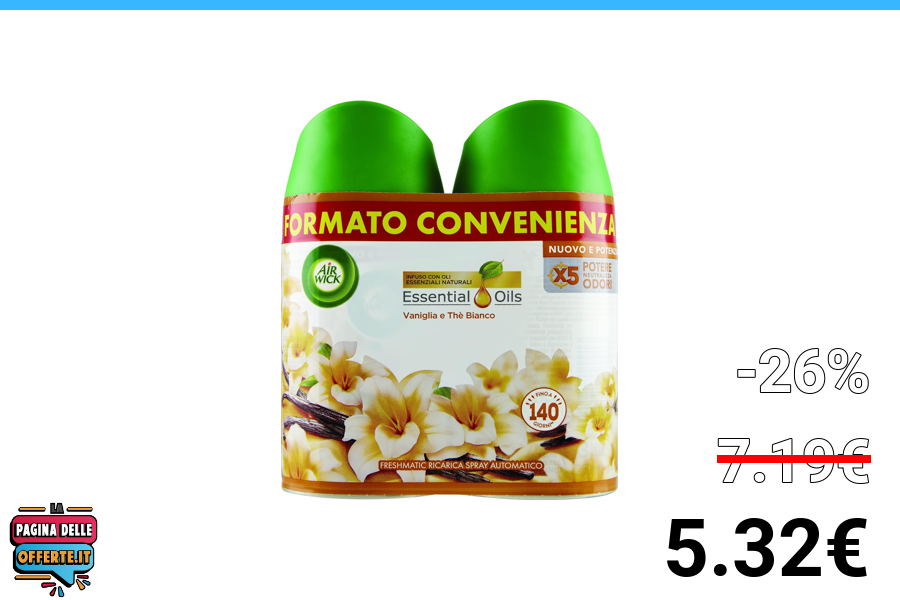 FORMATO CONVENIENZA
NUOVO E POTENZ
X5 POTERE
NEUTRALIZZA
ODORI
AIR
WICK
INFUSO CON OLI
ESSENZIALI NATURALI
Essential Oils
Vaniglia e Thè Bianco
FINO A
140
GIORNI*
FRESHMATIC RICARICA SPRAY AUTOMATICO
-26%
7.19€
5.32€
LA
PAGINA DELLE
OFFERTE.IT